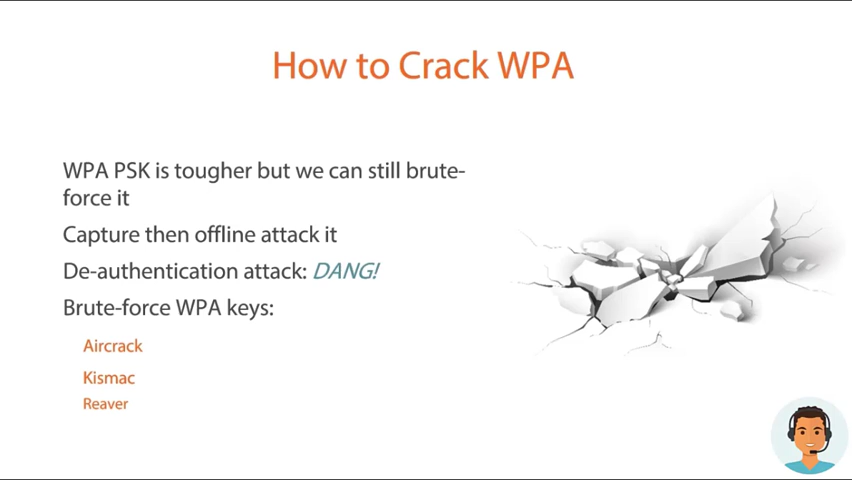 How to Crack WPA
WPA PSK is tougher but we can still brute-
force it
Capture then offline attack it
De-authentication attack: DANG!
Brute-force WPA keys:
Aircrack
Kismac
Reaver